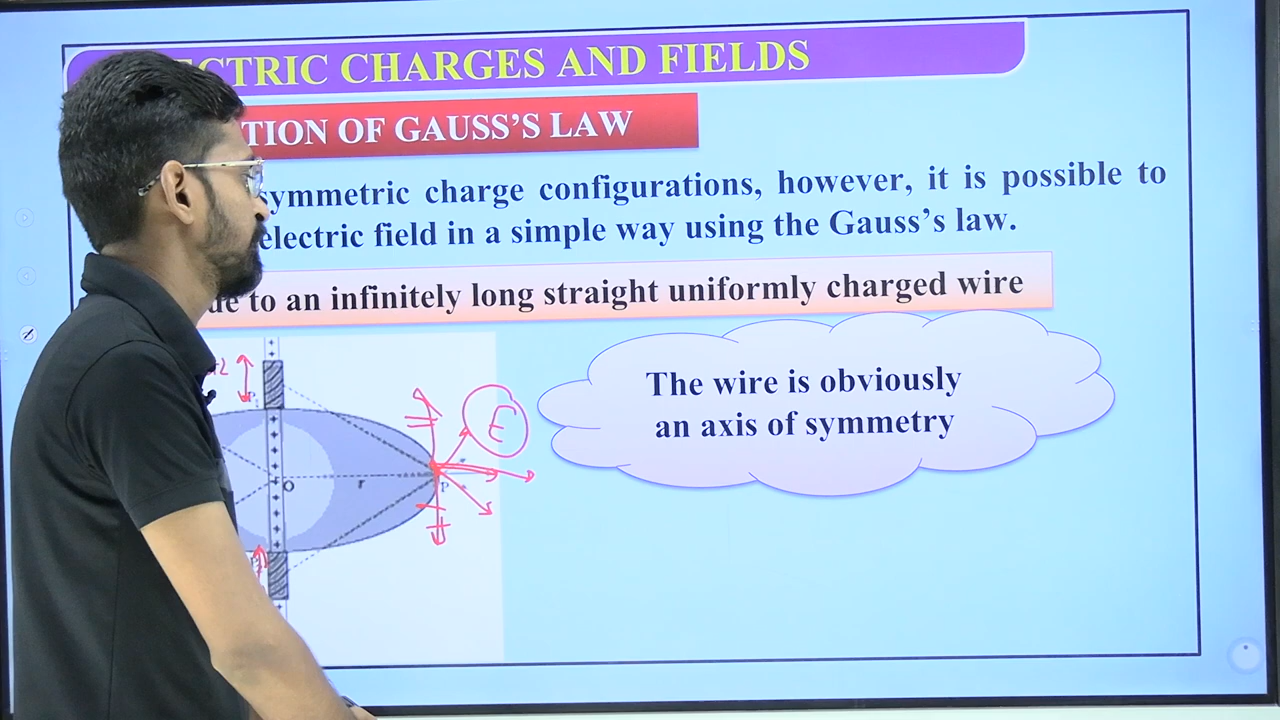 ECTRIC CHARGES AND FIELDS
TION OF GAUSS'S LAW
symmetric charge configurations, however, it is possible to
electric field in a simple way using the Gauss's law.
to an infinitely long straight uniformly charged wire
The wire is obviously
an axis of symmetry
E
O
r
P